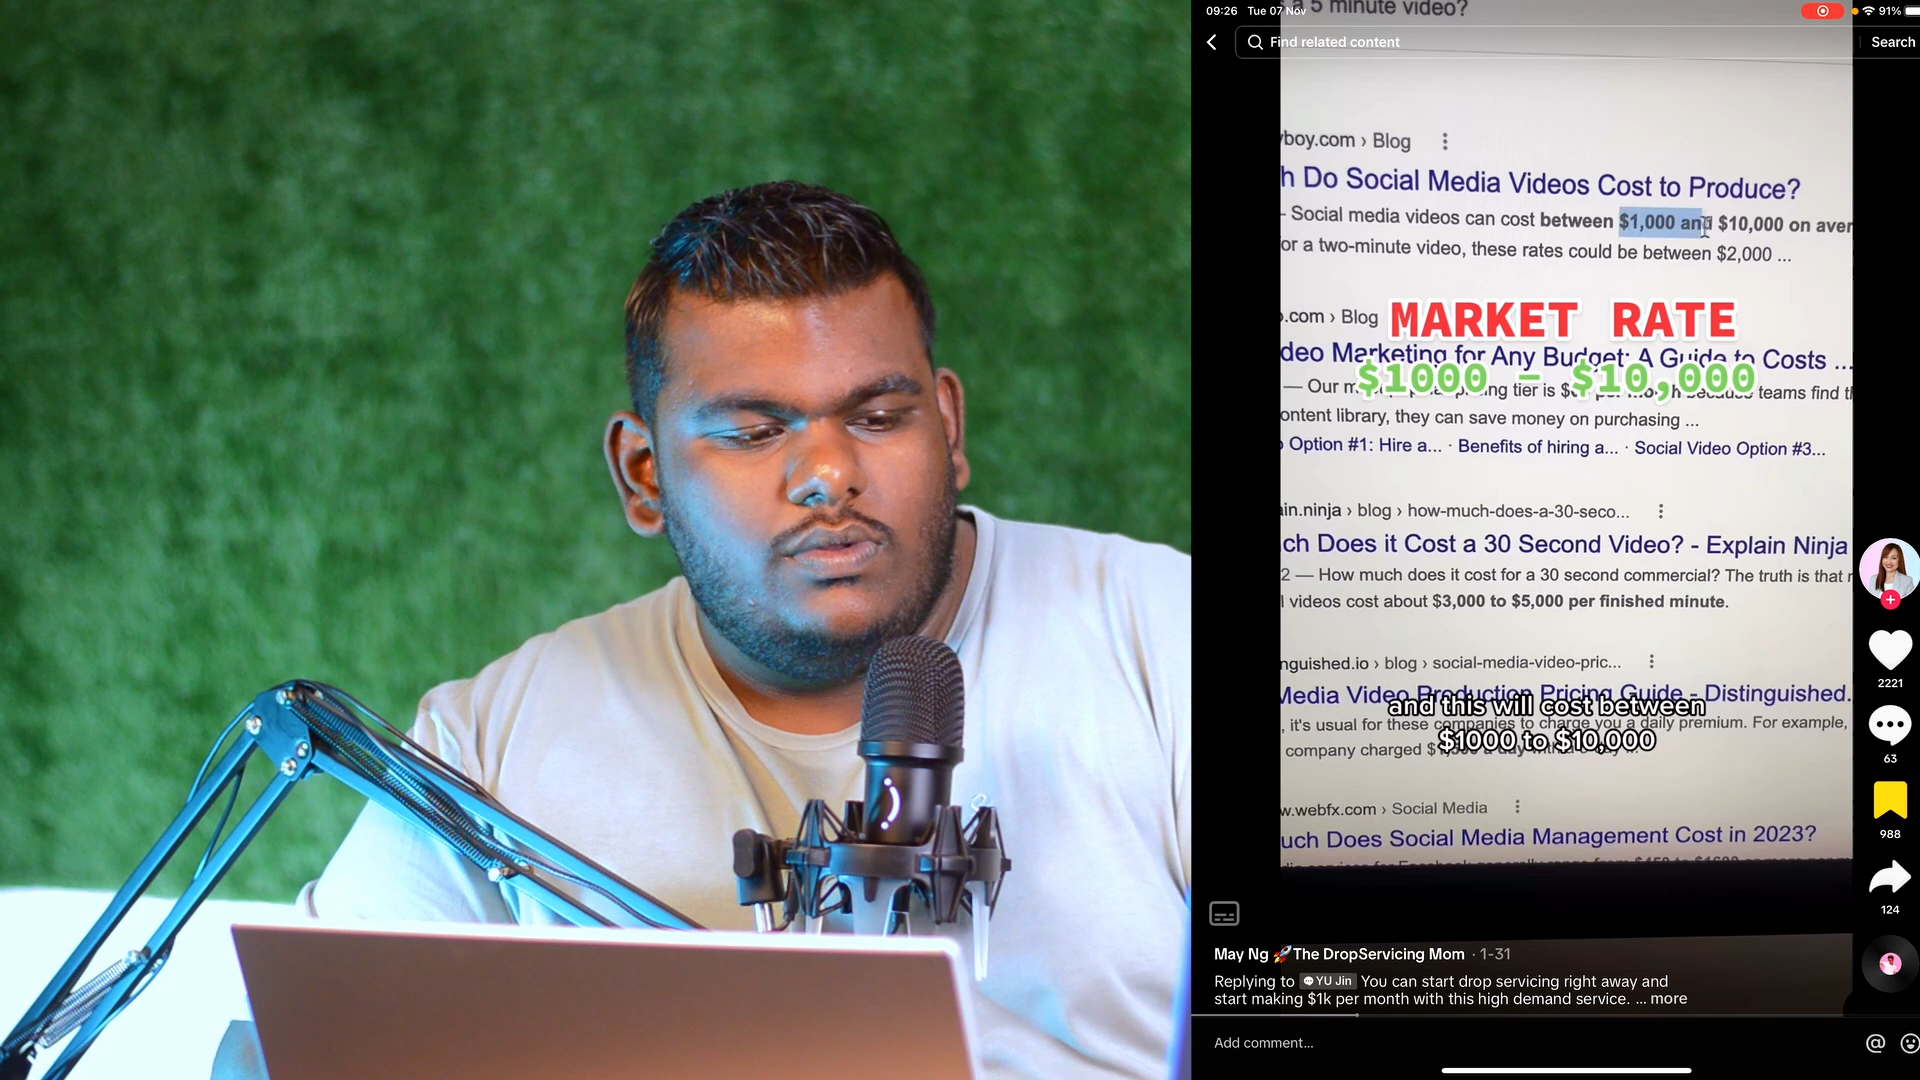 09:26 Tue 07 Nov
91%
a 5 minute video?
Find related content
Search
boy.com › Blog
h Do Social Media Videos Cost to Produce?
- Social media videos can cost between $1,000 and $10,000 on aver
or a two-minute video, these rates could be between $2,000 ...
.com › Blog
MARKET RATE
deo Marketing for Any Budget: A Guide to Costs ...
$1000 - $10,000
— Our tier is because teams find
ontent library, they can save money on purchasing ...
Option #1: Hire a... · Benefits of hiring a... · Social Video Option #3...
in.ninja › blog › how-much-does-a-30-seco...
ch Does it Cost a 30 Second Video? - Explain Ninja
2 — How much does it cost for a 30 second commercial? The truth is that
videos cost about $3,000 to $5,000 per finished minute.
nguished.io › blog › social-media-video-pric...
Media Video Production Pricing Guide - Distinguished.
and this will cost between
, it's usual for these companies to charge you a daily premium. For example,
$1000 to $10,000
company charged
w.webfx.com › Social Media
uch Does Social Media Management Cost in 2023?
2221
63
988
124
May Ng 🚀The DropServicing Mom · 1-31
Replying to YU Jin You can start drop servicing right away and
start making $1k per month with this high demand service. ... more
Add comment...